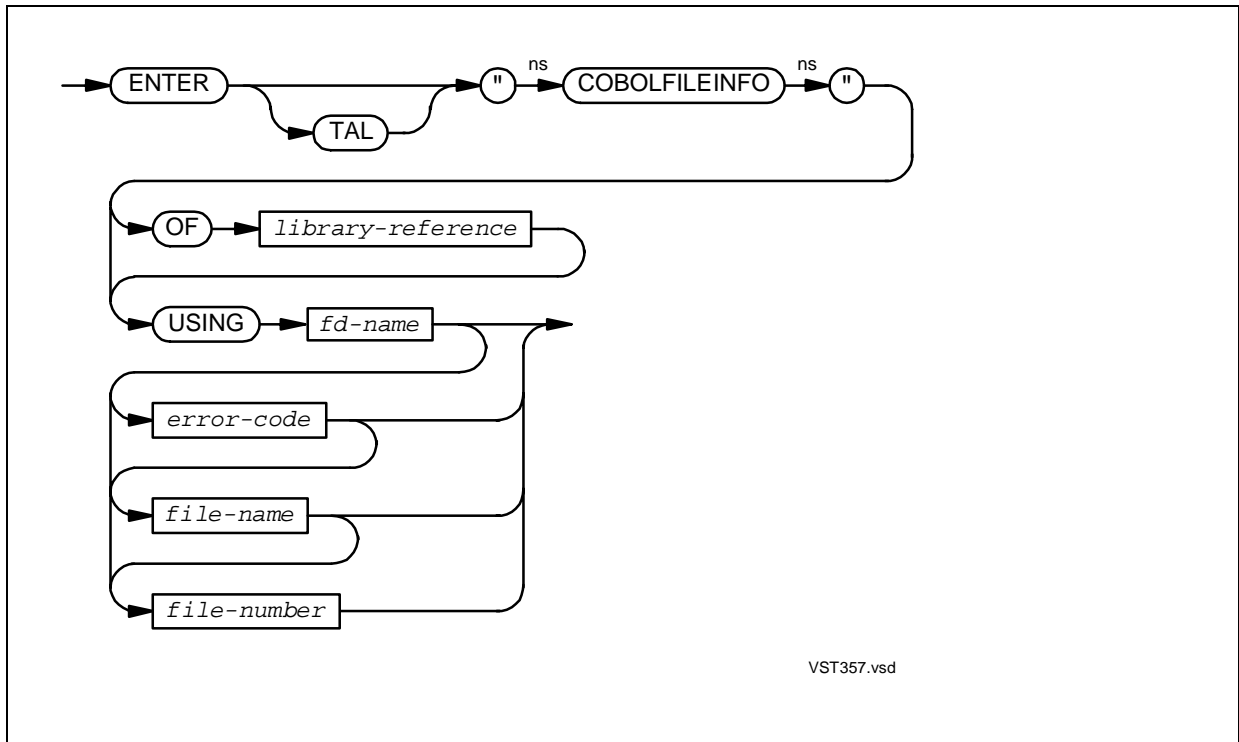 ENTER " ns COBOLFILEINFO ns "
TAL
OF library-reference
USING fd-name
error-code
file-name
file-number
VST357.vsd